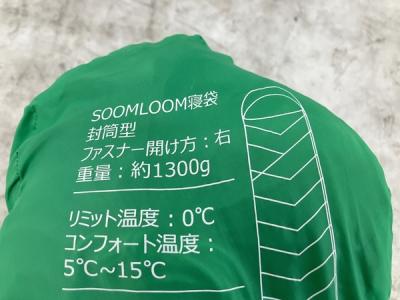 SOOMLOOM寝袋
封筒型
ファスナー開け方：右
重量：約1300g
リミット温度：0℃
コンフォート温度：
5℃～15℃